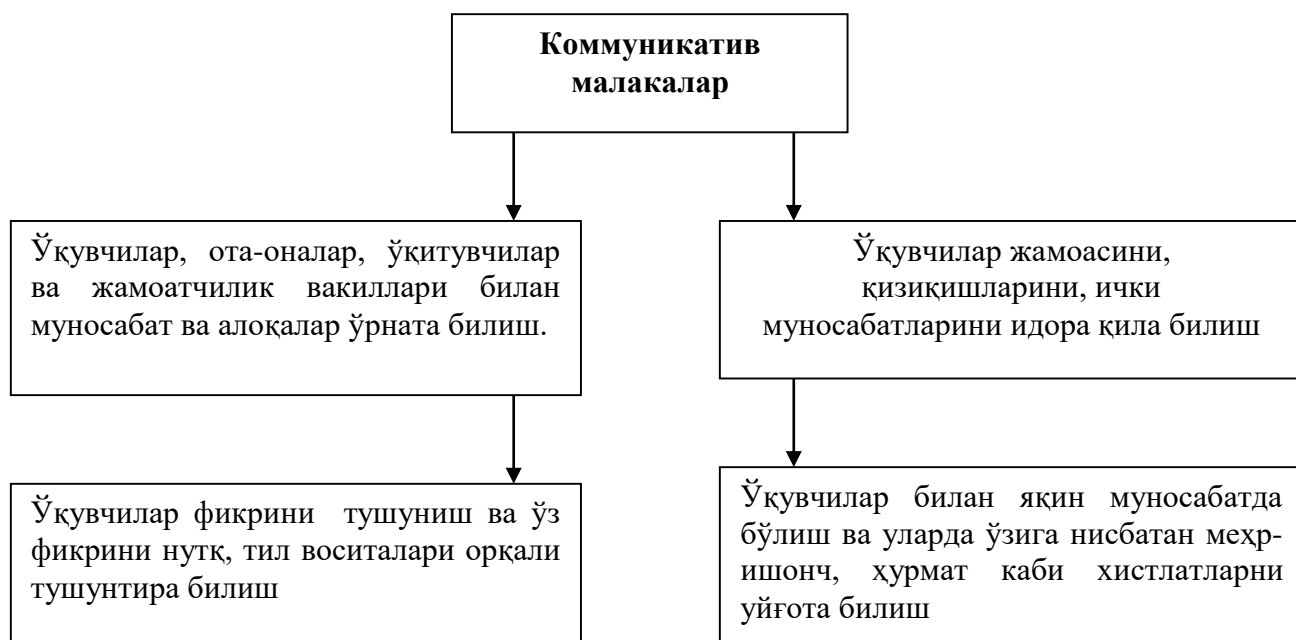 Коммуникатив
малакалар
Ўқувчилар, ота-оналар, ўқитувчилар
ва жамоатчилик вакиллари билан
муносабат ва алоқалар ўрната билиш.
Ўқувчилар жамоасини,
қизиқишларини, ички
муносабатларини идора қила билиш
Ўқувчилар фикрини тушуниш ва ўз
фикрини нутқ, тил воситалари орқали
тушунтира билиш
Ўқувчилар билан яқин муносабатда
бўлиш ва уларда ўзига нисбатан меҳр-
ишонч, ҳурмат каби хистлатларни
уйғота билиш